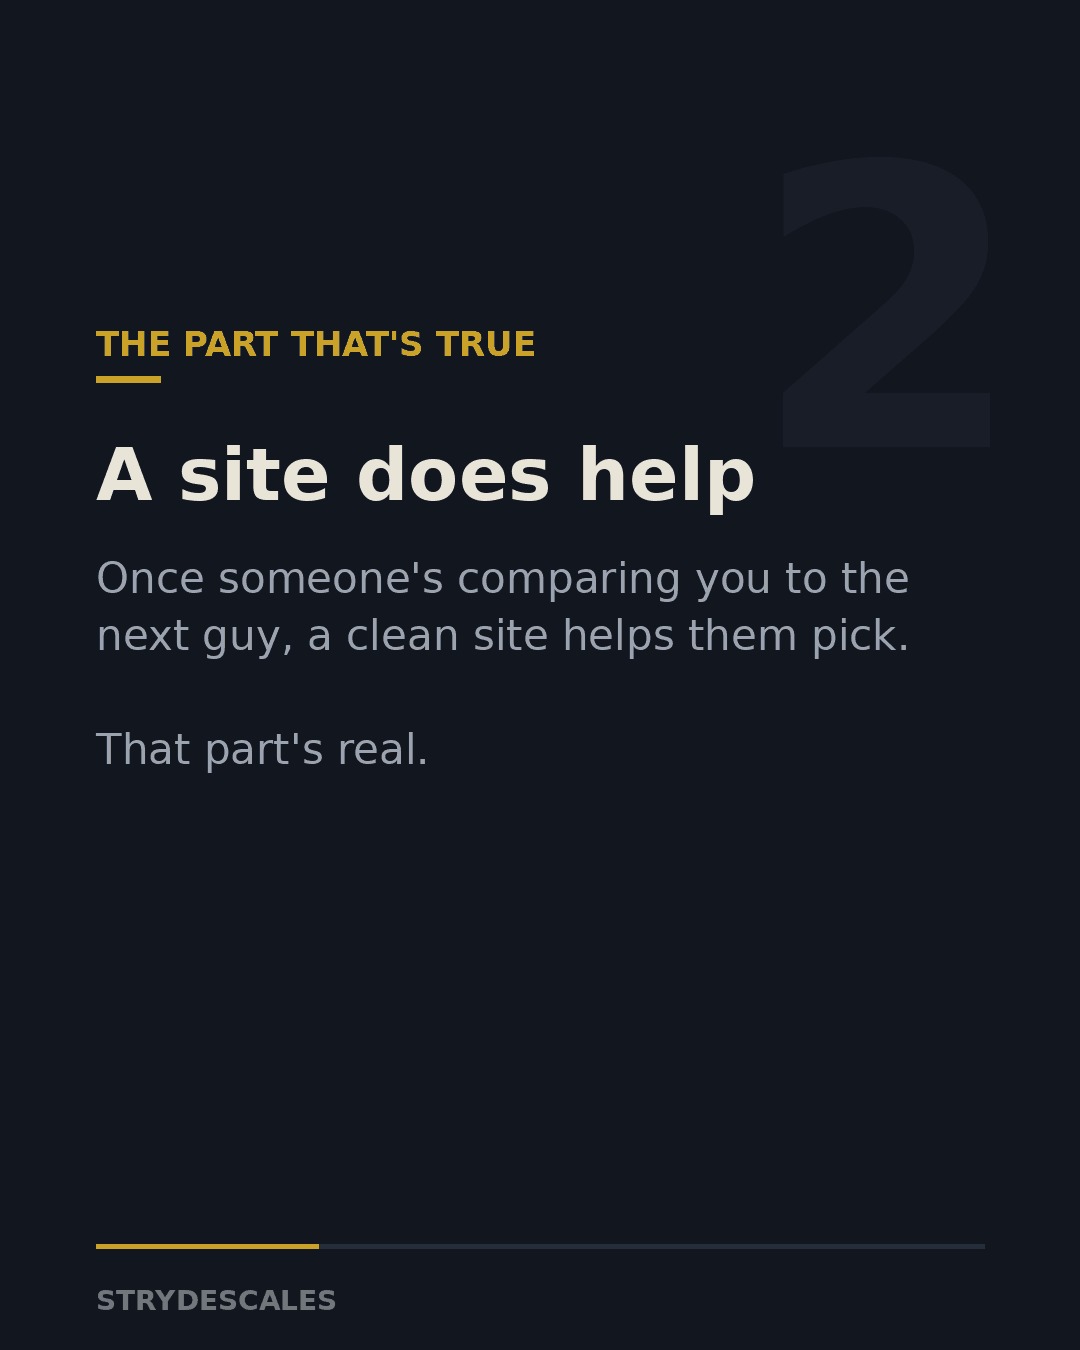 2
THE PART THAT'S TRUE
A site does help
Once someone's comparing you to the
next guy, a clean site helps them pick.
That part's real.
STRYDESCALES